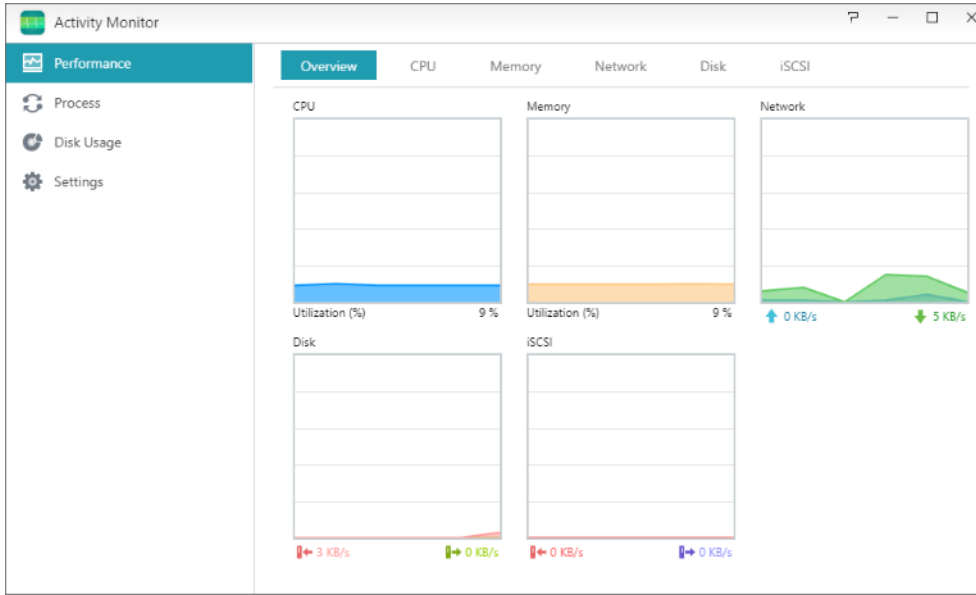 Activity Monitor
Performance
Process
Disk Usage
Settings
Overview CPU Memory Network Disk iSCSI
CPU Memory Network
Utilization (%) 9 % Utilization (%) 9 % 0 KB/s 5 KB/s
Disk iSCSI
3 KB/s 0 KB/s 0 KB/s 0 KB/s